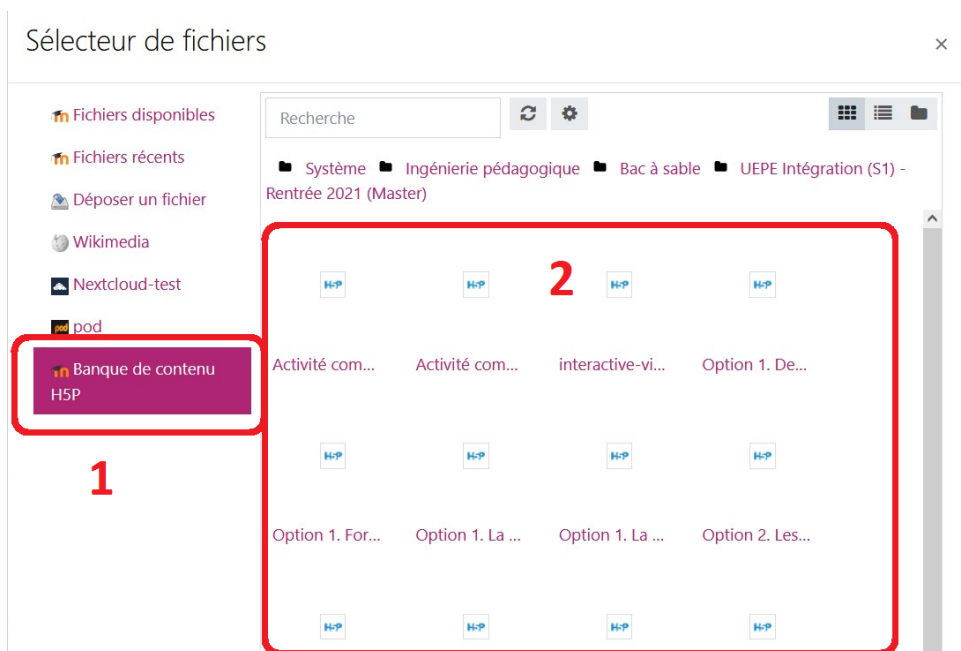 Sélecteur de fichiers
×
Fichiers disponibles
Fichiers récents
Déposer un fichier
Wikimedia
Nextcloud-test
pod
pod
Banque de contenu
H5P
1
Recherche
Système Ingénierie pédagogique Bac à sable UEPE Intégration (S1) -
Rentrée 2021 (Master)
2
H5P H5P H5P H5P
Activité com... Activité com... interactive-vi... Option 1. De...
H5P H5P H5P H5P
Option 1. For... Option 1. La ... Option 1. La ... Option 2. Les...
H5P H5P H5P H5P